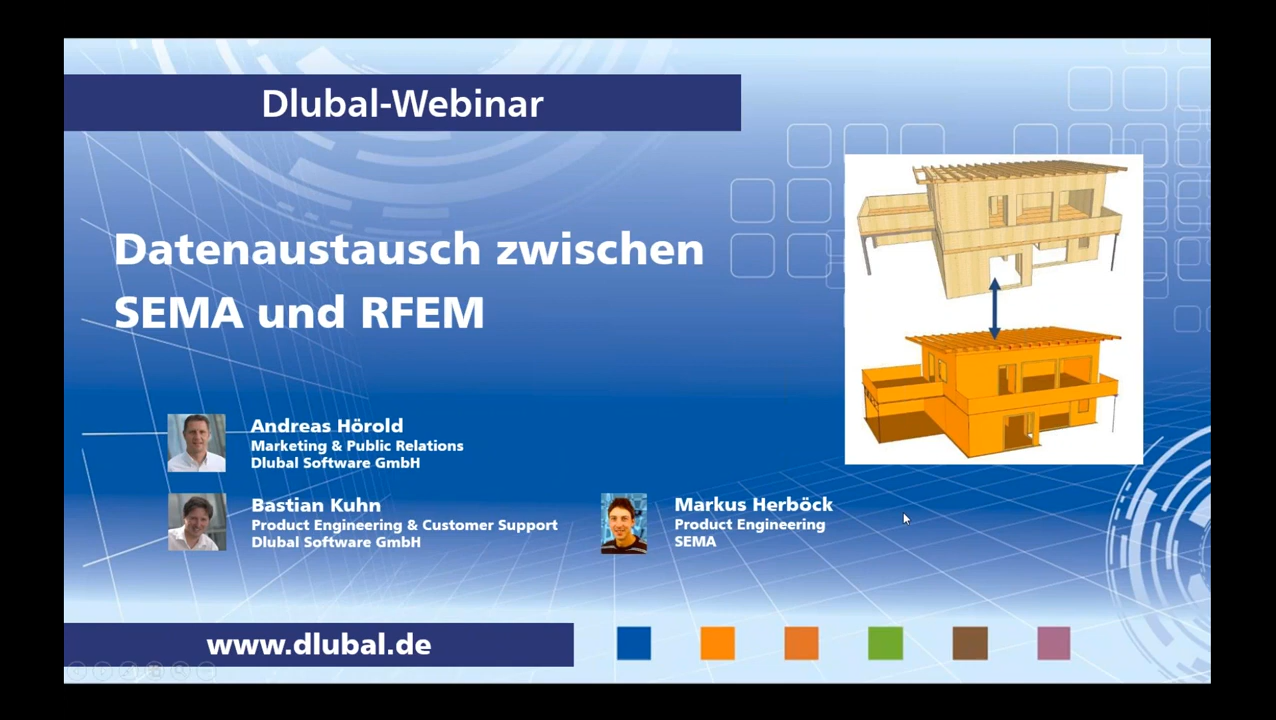 Dlubal-Webinar
Datenaustausch zwischen
SEMA und RFEM
Andreas Hörold
Marketing & Public Relations
Dlubal Software GmbH
Bastian Kuhn
Product Engineering & Customer Support
Dlubal Software GmbH
Markus Herböck
Product Engineering
SEMA
www.dlubal.de